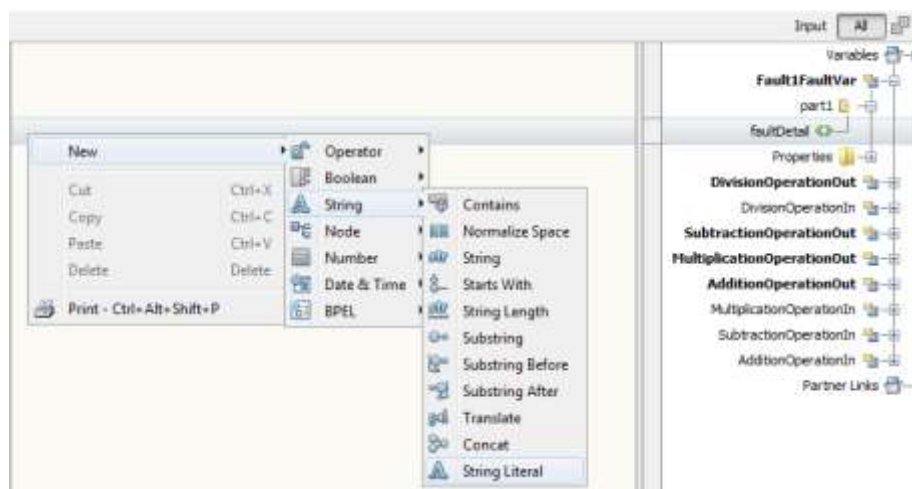 Input All
Variables
Fault1FaultVar
part1
faultDetail
Properties
DivisionOperationOut
DivisionOperationIn
SubtractionOperationOut
MultiplicationOperationOut
AdditionOperationOut
MultiplicationOperationIn
SubtractionOperationIn
AdditionOperationIn
Partner Links
New
Cut Ctrl+X
Copy Ctrl+C
Paste Ctrl+V
Delete Delete
Print - Ctrl+Alt+Shift+P
Operator
Boolean
String
Node
Number
Date & Time
BPEL
Contains
Normalize Space
String
Starts With
String Length
Substring
Substring Before
Substring After
Translate
Concat
String Literal